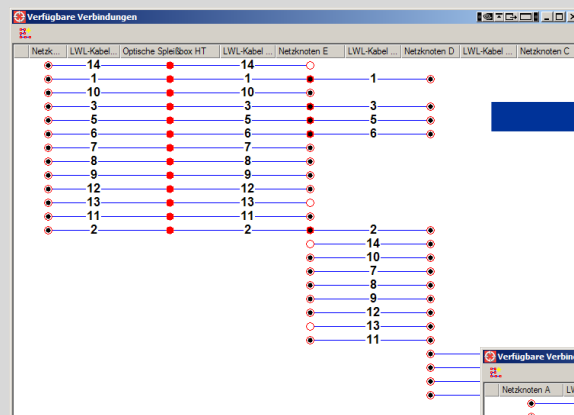 Verfügbare Verbindungen
Netzk... LWL-Kabel... Optische Spleißbox HT LWL-Kabel ... Netzknoten E LWL-Kabel ... Netzknoten D LWL-Kabel ... Netzknoten C
14 14
1 1 1
10 10
3 3 3
5 5 5
6 6 6
7 7
8 8
9 9
12 12
13 13
11 11
2 2 2
14
10
7
8
9
12
13
11
Verfügbare Verbin
Netzknoten A LW